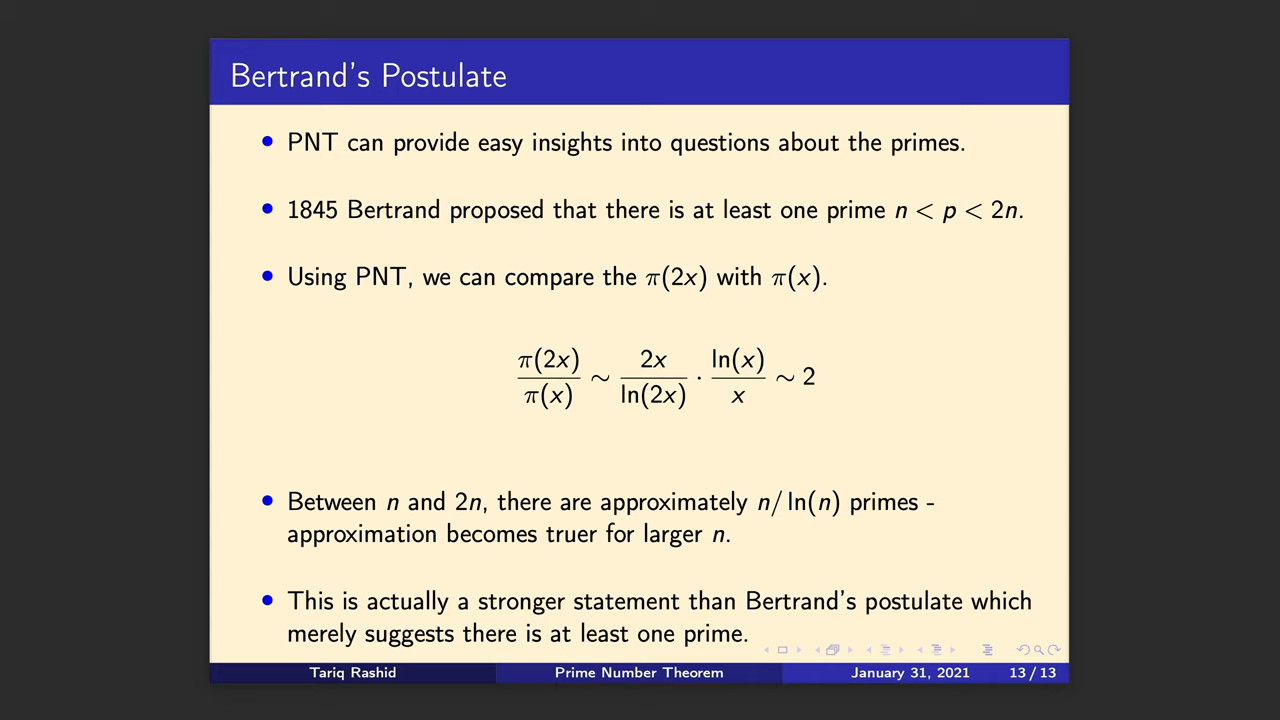 Bertrand's Postulate
• PNT can provide easy insights into questions about the primes.
• 1845 Bertrand proposed that there is at least one prime n < p < 2n.
• Using PNT, we can compare the π(2x) with π(x).
π(2x)/π(x) ∼ 2x/ln(2x) · ln(x)/x ∼ 2
• Between n and 2n, there are approximately n/ ln(n) primes -
approximation becomes truer for larger n.
• This is actually a stronger statement than Bertrand's postulate which
merely suggests there is at least one prime.
Tariq Rashid Prime Number Theorem January 31, 2021 13 / 13